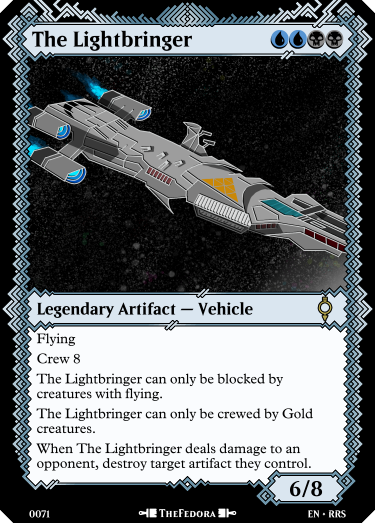 The Lightbringer
Legendary Artifact — Vehicle
Flying
Crew 8
The Lightbringer can only be blocked by
creatures with flying.
The Lightbringer can only be crewed by Gold
creatures.
When The Lightbringer deals damage to an
opponent, destroy target artifact they control.
6/8
0071
TheFedora
EN • RRS